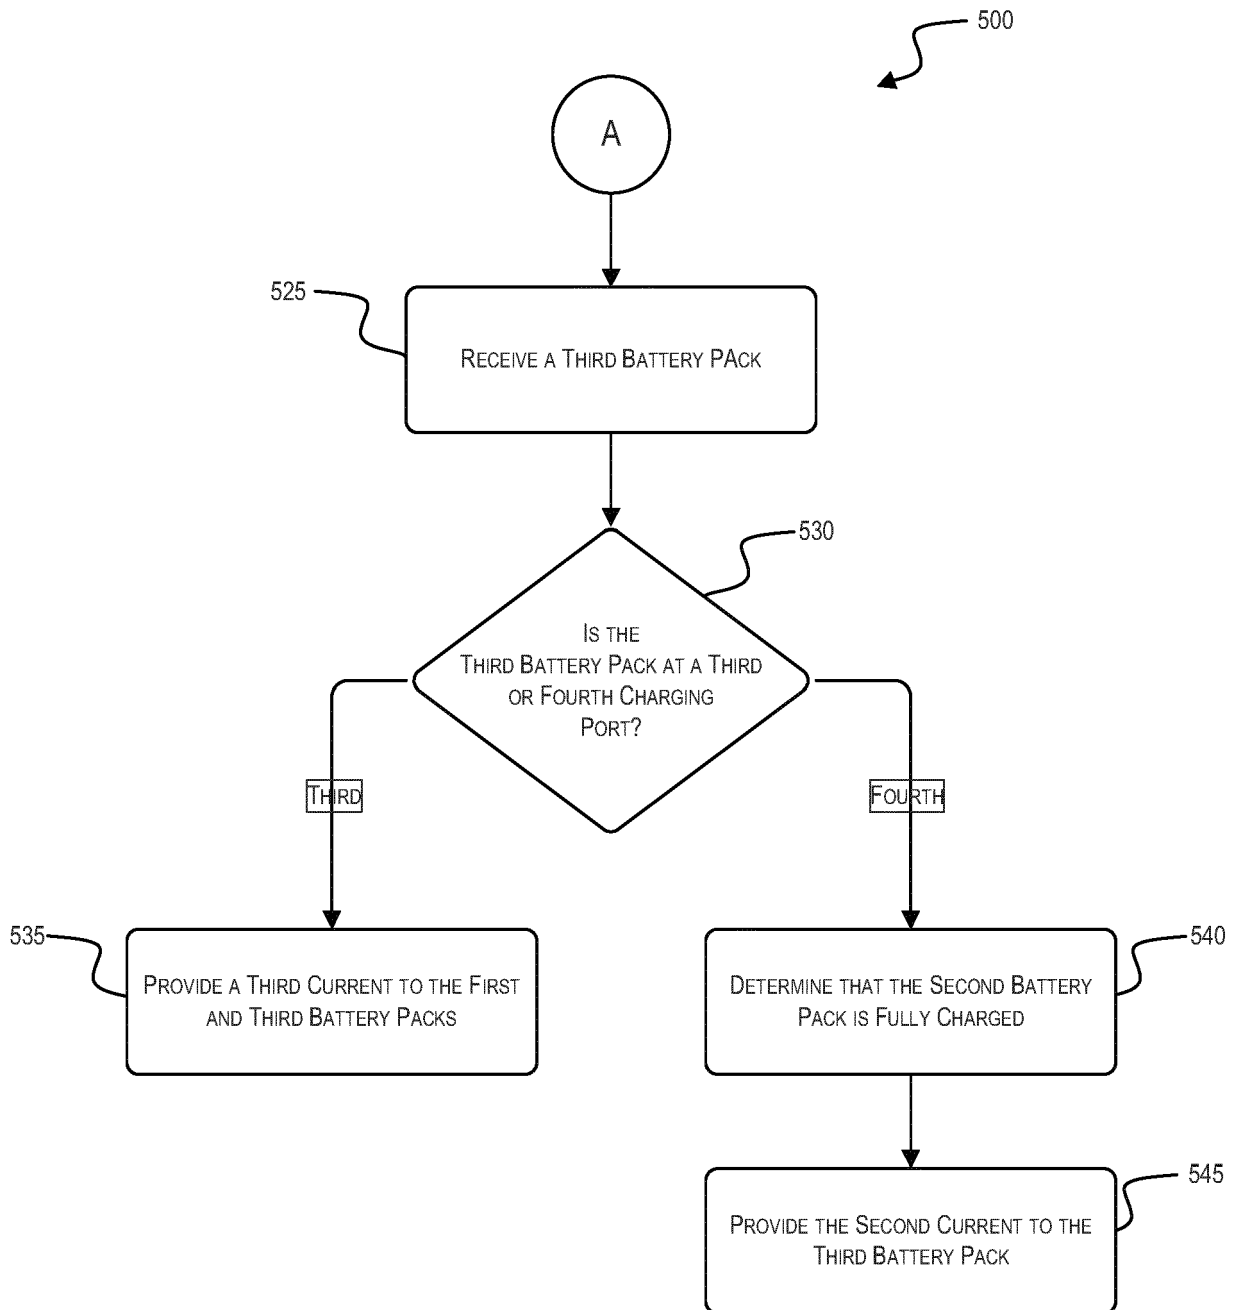 500
A
525
RECEIVE A THIRD BATTERY PACK
530
IS THE
THIRD BATTERY PACK AT A THIRD
OR FOURTH CHARGING
PORT?
THIRD
FOURTH
535
PROVIDE A THIRD CURRENT TO THE FIRST
AND THIRD BATTERY PACKS
540
DETERMINE THAT THE SECOND BATTERY
PACK IS FULLY CHARGED
545
PROVIDE THE SECOND CURRENT TO THE
THIRD BATTERY PACK